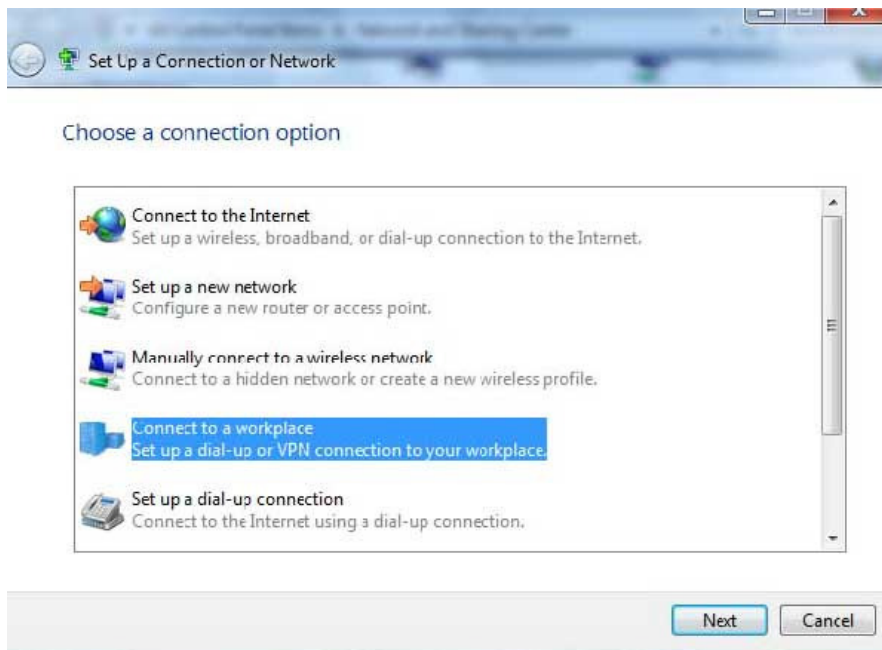 Set Up a Connection or Network
Choose a connection option
Connect to the Internet
Set up a wireless, broadband, or dial-up connection to the Internet.
Set up a new network
Configure a new router or access point.
Manually connect to a wireless network
Connect to a hidden network or create a new wireless profile.
Connect to a workplace
Set up a dial-up or VPN connection to your workplace.
Set up a dial-up connection
Connect to the Internet using a dial-up connection.
Next Cancel